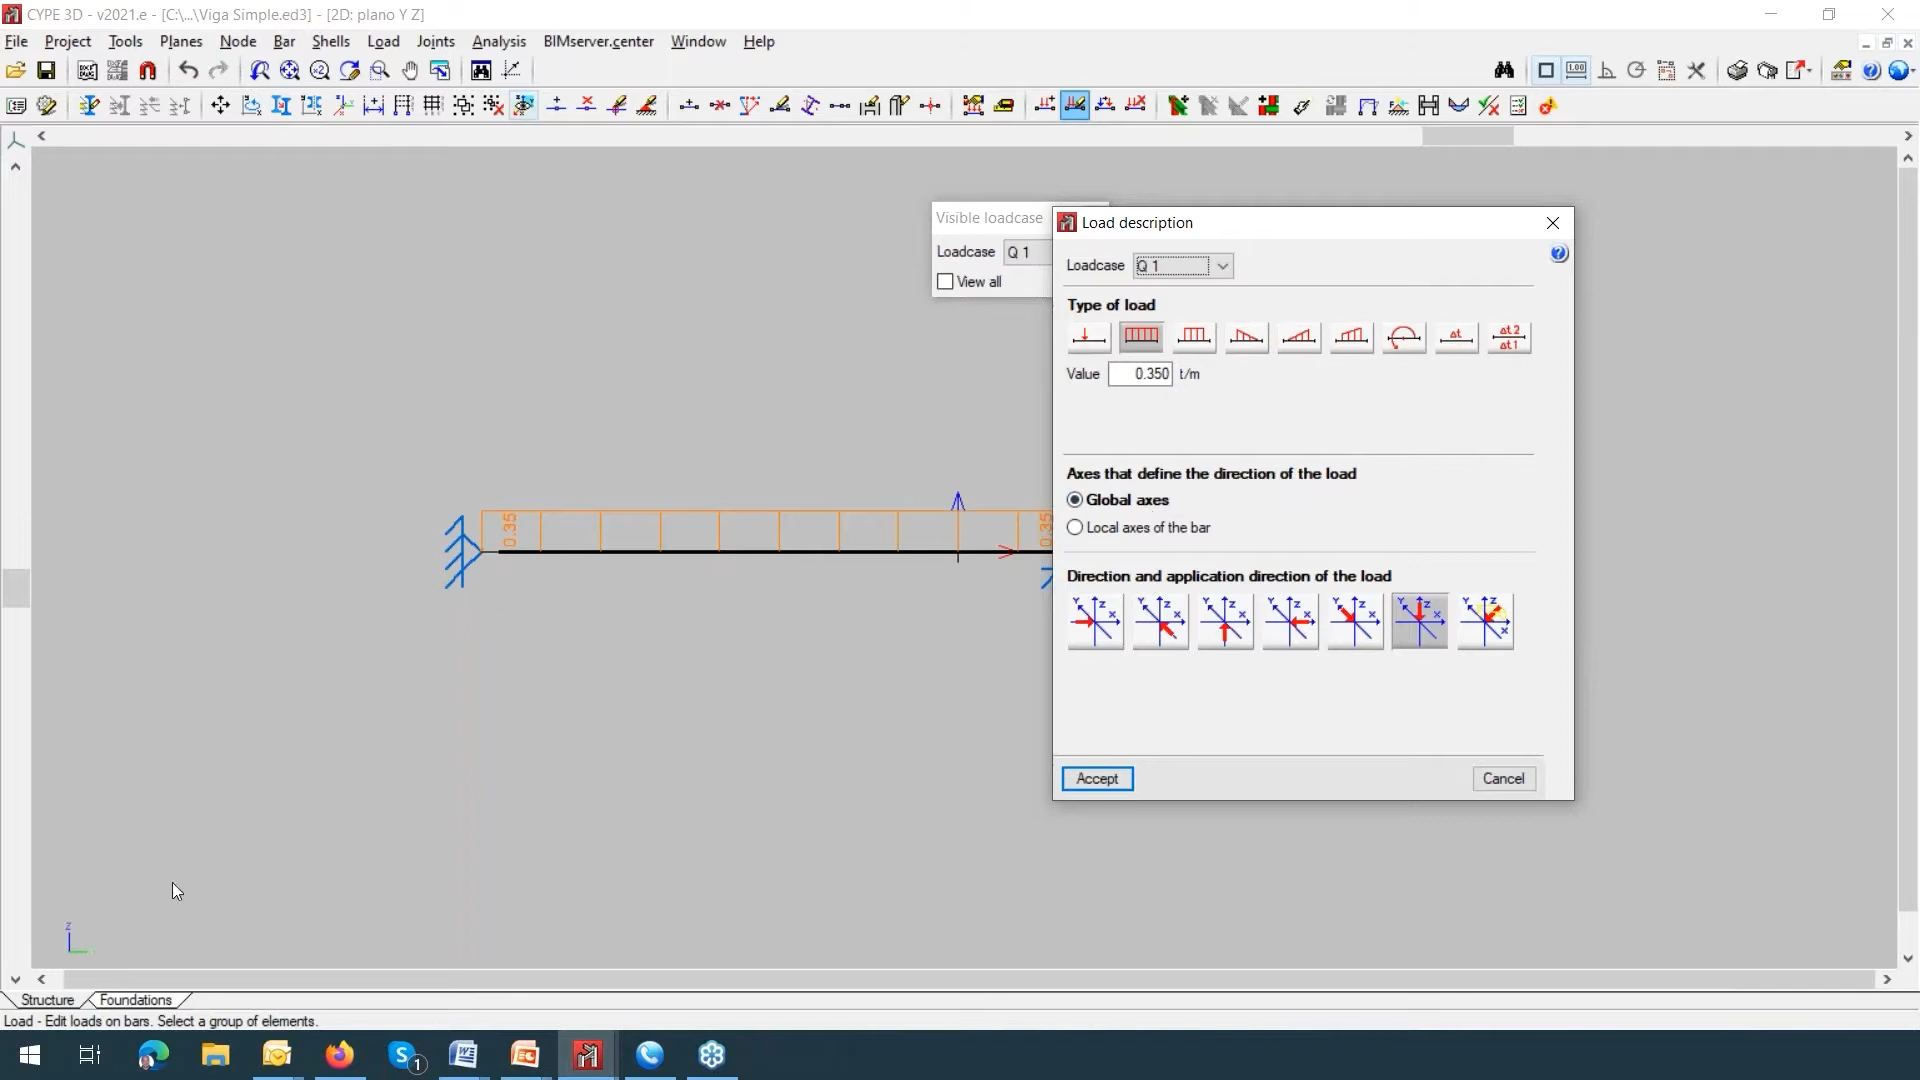 CYPE 3D - v2021.e - [C:\...\Viga Simple.ed3] - [2D: plano Y Z]
File Project Tools Planes Node Bar Shells Load Joints Analysis BIMserver.center Window Help
Visible loadcase
Loadcase Q 1
View all
Load description
Loadcase Q 1
Type of load
Δt
Δt2
Δt1
Value 0.350 t/m
Axes that define the direction of the load
Global axes
Local axes of the bar
Direction and application direction of the load
Y Z X Y Z X Y Z X Y Z X Y Z X Y Z X Y Z X
Accept Cancel
0.35 0.35
Z
Structure Foundations
Load - Edit loads on bars. Select a group of elements.
1